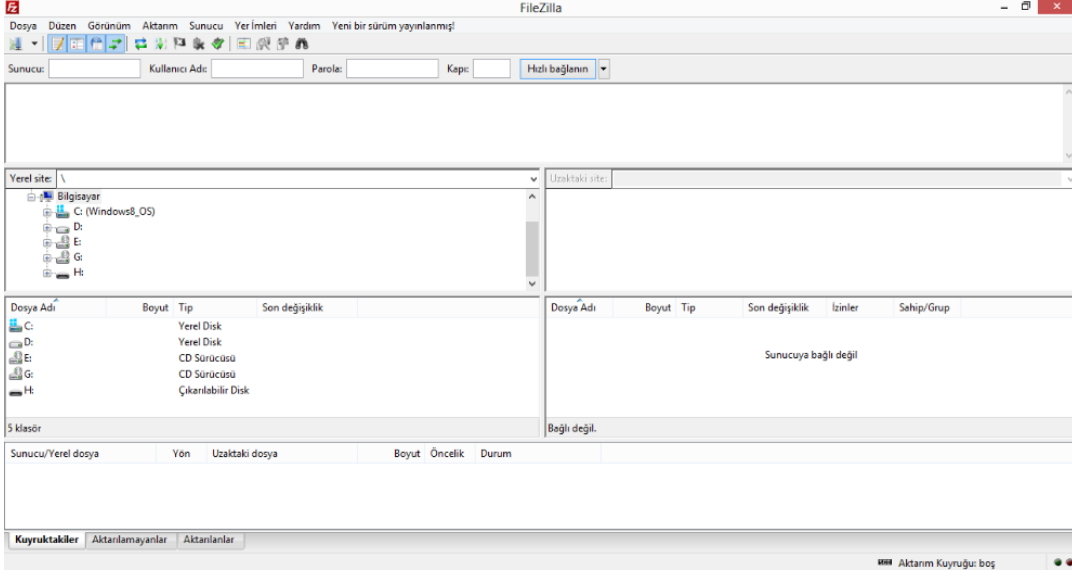 Fz FileZilla
Dosya Düzen Görünüm Aktarım Sunucu Yer İmleri Yardım Yeni bir sürüm yayınlanmış!
Sunucu: Kullanıcı Adı: Parola: Kapı: Hızlı bağlanın
Yerel site: \ Uzaktaki site:
Bilgisayar
C: (Windows8_OS)
D:
E:
G:
H:
Dosya Adı Boyut Tip Son değişiklik
C: Yerel Disk
D: Yerel Disk
E: CD Sürücüsü
G: CD Sürücüsü
H: Çıkarılabilir Disk
5 klasör
Dosya Adı Boyut Tip Son değişiklik İzinler Sahip/Grup
Sunucuya bağlı değil
Bağlı değil.
Sunucu/Yerel dosya Yön Uzaktaki dosya Boyut Öncelik Durum
Kuyruktakiler Aktarılamayanlar Aktarılanlar
Aktarım Kuyruğu: boş